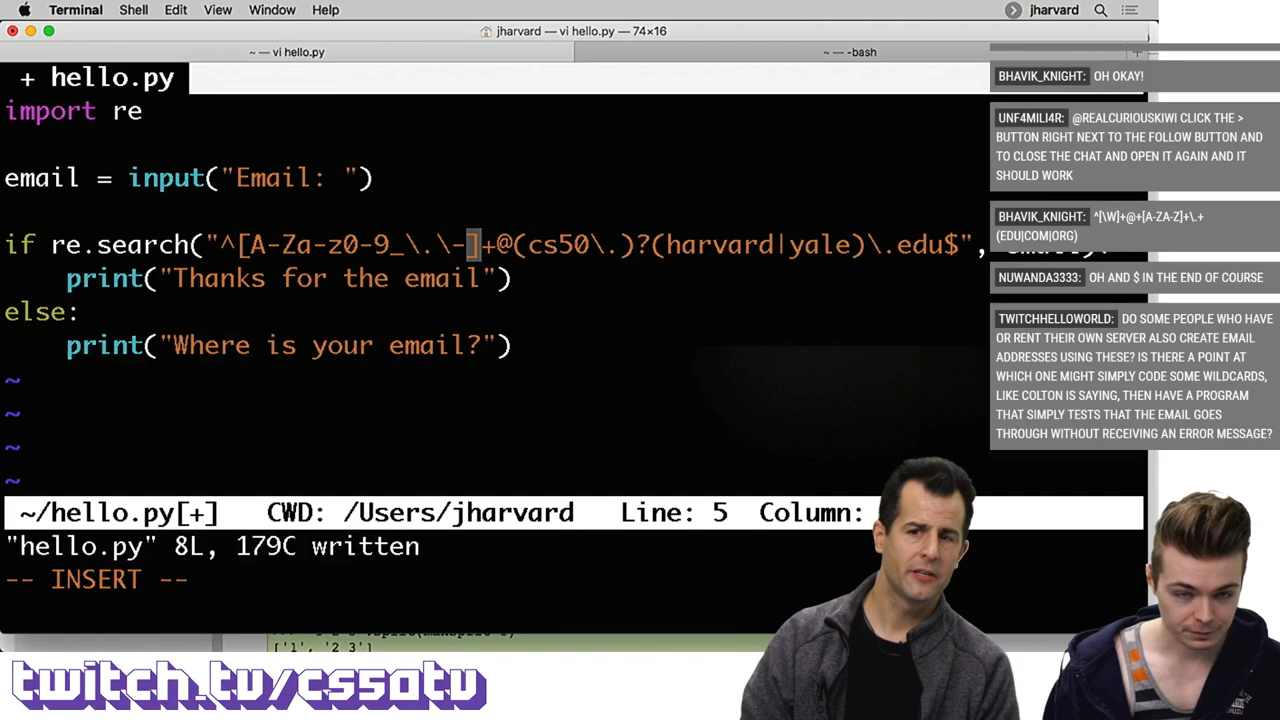 Terminal Shell Edit View Window Help jharvard
jharvard — vi hello.py — 74×16
~ — vi hello.py
~ — -bash
+ hello.py
import re
email = input("Email: ")
if re.search("^[A-Za-z0-9_\.\-]+@(cs50\.)?(harvard|yale)\.edu$",
print("Thanks for the email")
else:
print("Where is your email?")
~
~
~
~
~/hello.py[+] CWD: /Users/jharvard Line: 5 Column:
"hello.py" 8L, 179C written
-- INSERT --
['1', '2 3']
BHAVIK_KNIGHT: OH OKAY!
UNF4MILI4R: @REALCURIOUSKIWI CLICK THE >
BUTTON RIGHT NEXT TO THE FOLLOW BUTTON AND
TO CLOSE THE CHAT AND OPEN IT AGAIN AND IT
SHOULD WORK
BHAVIK_KNIGHT: ^[\W]+@+[A-ZA-Z]+\.+
(EDU|COM|ORG)
NUWANDA3333: OH AND $ IN THE END OF COURSE
TWITCHHELLOWORLD: DO SOME PEOPLE WHO HAVE
OR RENT THEIR OWN SERVER ALSO CREATE EMAIL
ADDRESSES USING THESE? IS THERE A POINT AT
WHICH ONE MIGHT SIMPLY CODE SOME WILDCARDS,
LIKE COLTON IS SAYING, THEN HAVE A PROGRAM
THAT SIMPLY TESTS THAT THE EMAIL GOES
THROUGH WITHOUT RECEIVING AN ERROR MESSAGE?
twitch.tv/cs50tv